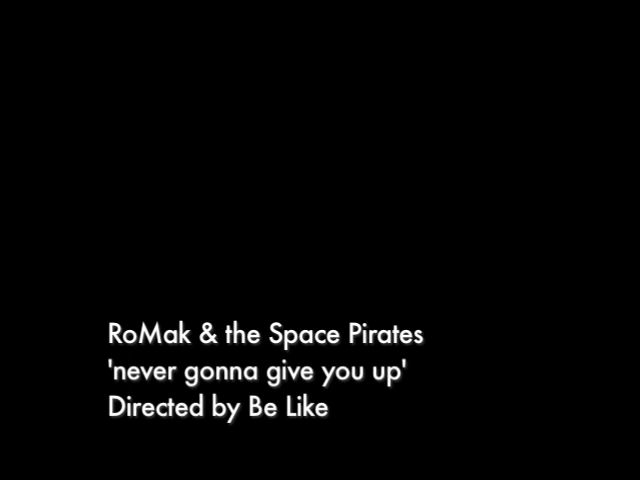 RoMak & the Space Pirates
'never gonna give you up'
Directed by Be Like